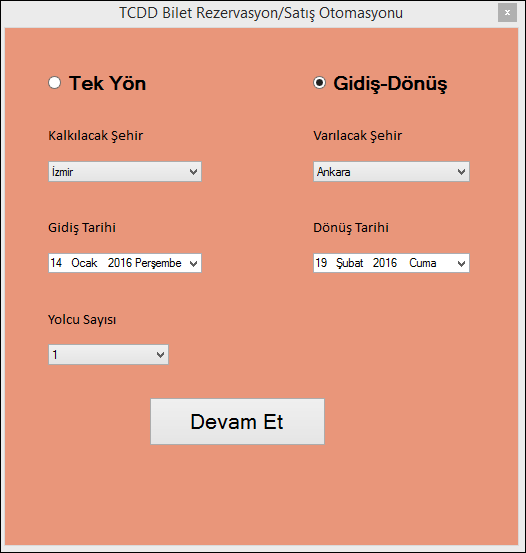 TCDD Bilet Rezervasyon/Satış Otomasyonu
Tek Yön Gidiş-Dönüş
Kalkılacak Şehir Varılacak Şehir
İzmir Ankara
Gidiş Tarihi Dönüş Tarihi
14 Ocak 2016 Perşembe 19 Şubat 2016 Cuma
Yolcu Sayısı
1
Devam Et